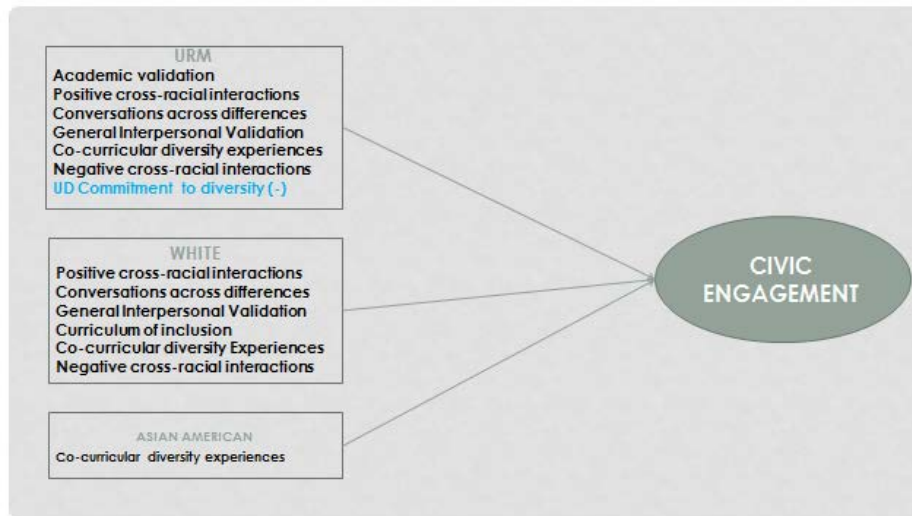 URM
Academic validation
Positive cross-racial interactions
Conversations across differences
General Interpersonal Validation
Co-curricular diversity experiences
Negative cross-racial interactions
UD Commitment to diversity (-)
WHITE
Positive cross-racial interactions
Conversations across differences
General Interpersonal Validation
Curriculum of inclusion
Co-curricular diversity Experiences
Negative cross-racial interactions
ASIAN AMERICAN
Co-curricular diversity experiences
CIVIC
ENGAGEMENT